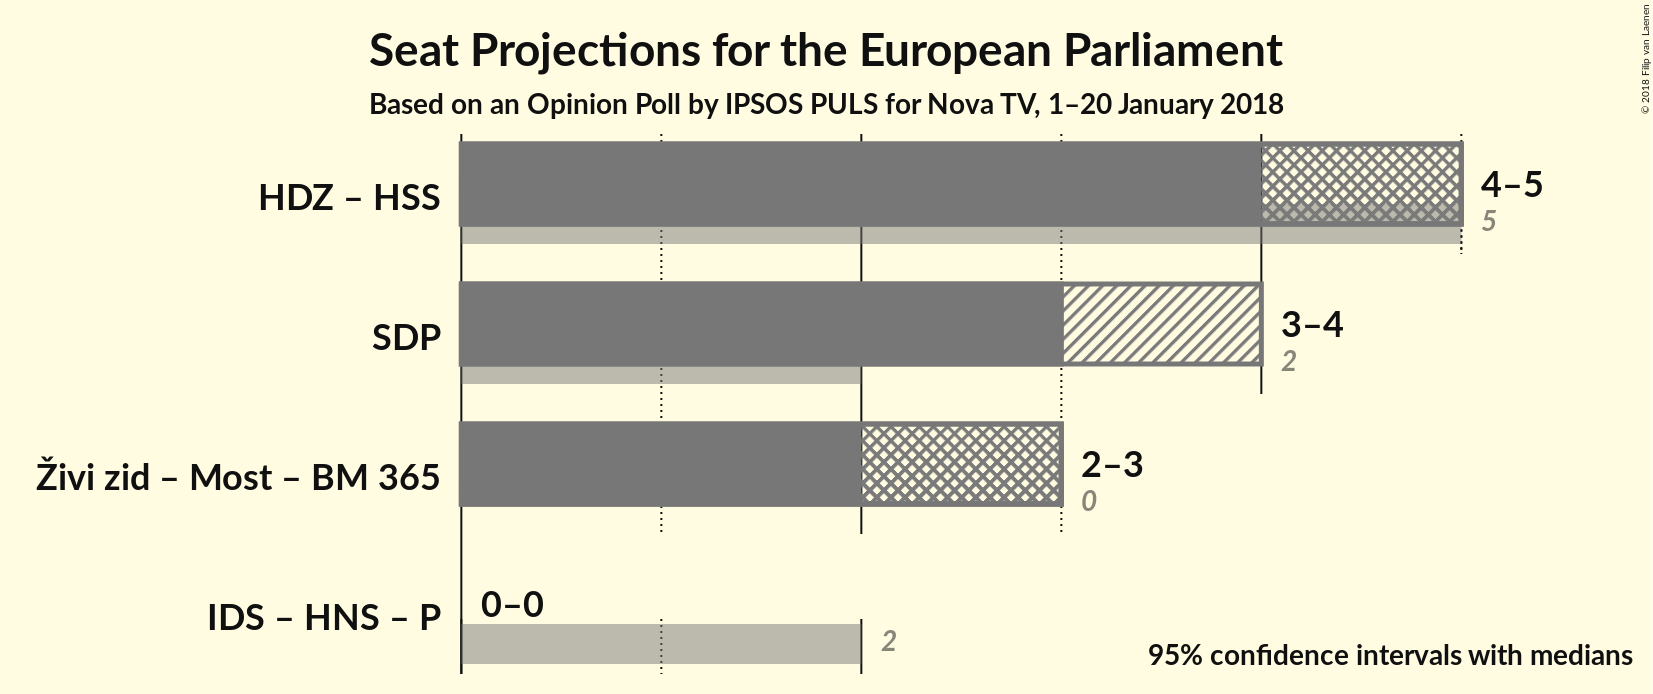 Seat Projections for the European Parliament
Based on an Opinion Poll by IPSOS PULS for Nova TV, 1–20 January 2018
© 2018 Filip van Laenen
HDZ – HSS
4–5
5
SDP
3–4
2
Živi zid – Most – BM 365
2–3
0
IDS – HNS – P
0–0
2
95% confidence intervals with medians